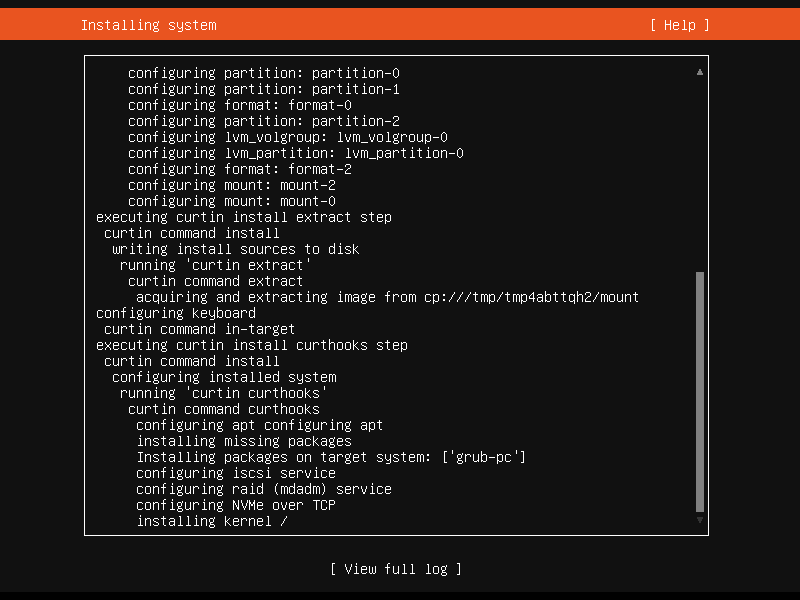 Installing system [ Help ]
configuring partition: partition-0
configuring partition: partition-1
configuring format: format-0
configuring partition: partition-2
configuring lvm_volgroup: lvm_volgroup-0
configuring lvm_partition: lvm_partition-0
configuring format: format-2
configuring mount: mount-2
configuring mount: mount-0
executing curtin install extract step
curtin command install
writing install sources to disk
running 'curtin extract'
curtin command extract
acquiring and extracting image from cp:///tmp/tmp4abttqh2/mount
configuring keyboard
curtin command in-target
executing curtin install curthooks step
curtin command install
configuring installed system
running 'curtin curthooks'
curtin command curthooks
configuring apt configuring apt
installing missing packages
Installing packages on target system: ['grub-pc']
configuring iscsi service
configuring raid (mdadm) service
configuring NVMe over TCP
installing kernel /
[ View full log ]